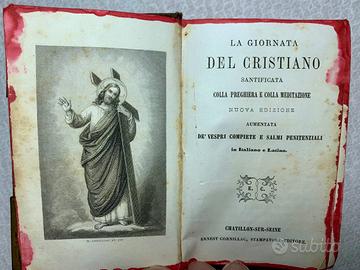 LA GIORNATA
DEL CRISTIANO
SANTIFICATA
COLLA PREGHIERA E COLLA MEDITAZIONE
NUOVA EDIZIONE
AUMENTATA
DE' VESPRI COMPIETE E SALMI PENITENZIALI
in Italiano e Latino.
E. C.
CHATILLON-SUR-SEINE
ERNEST CORNILLAC, STAMPATORE-EDITORE.
subito